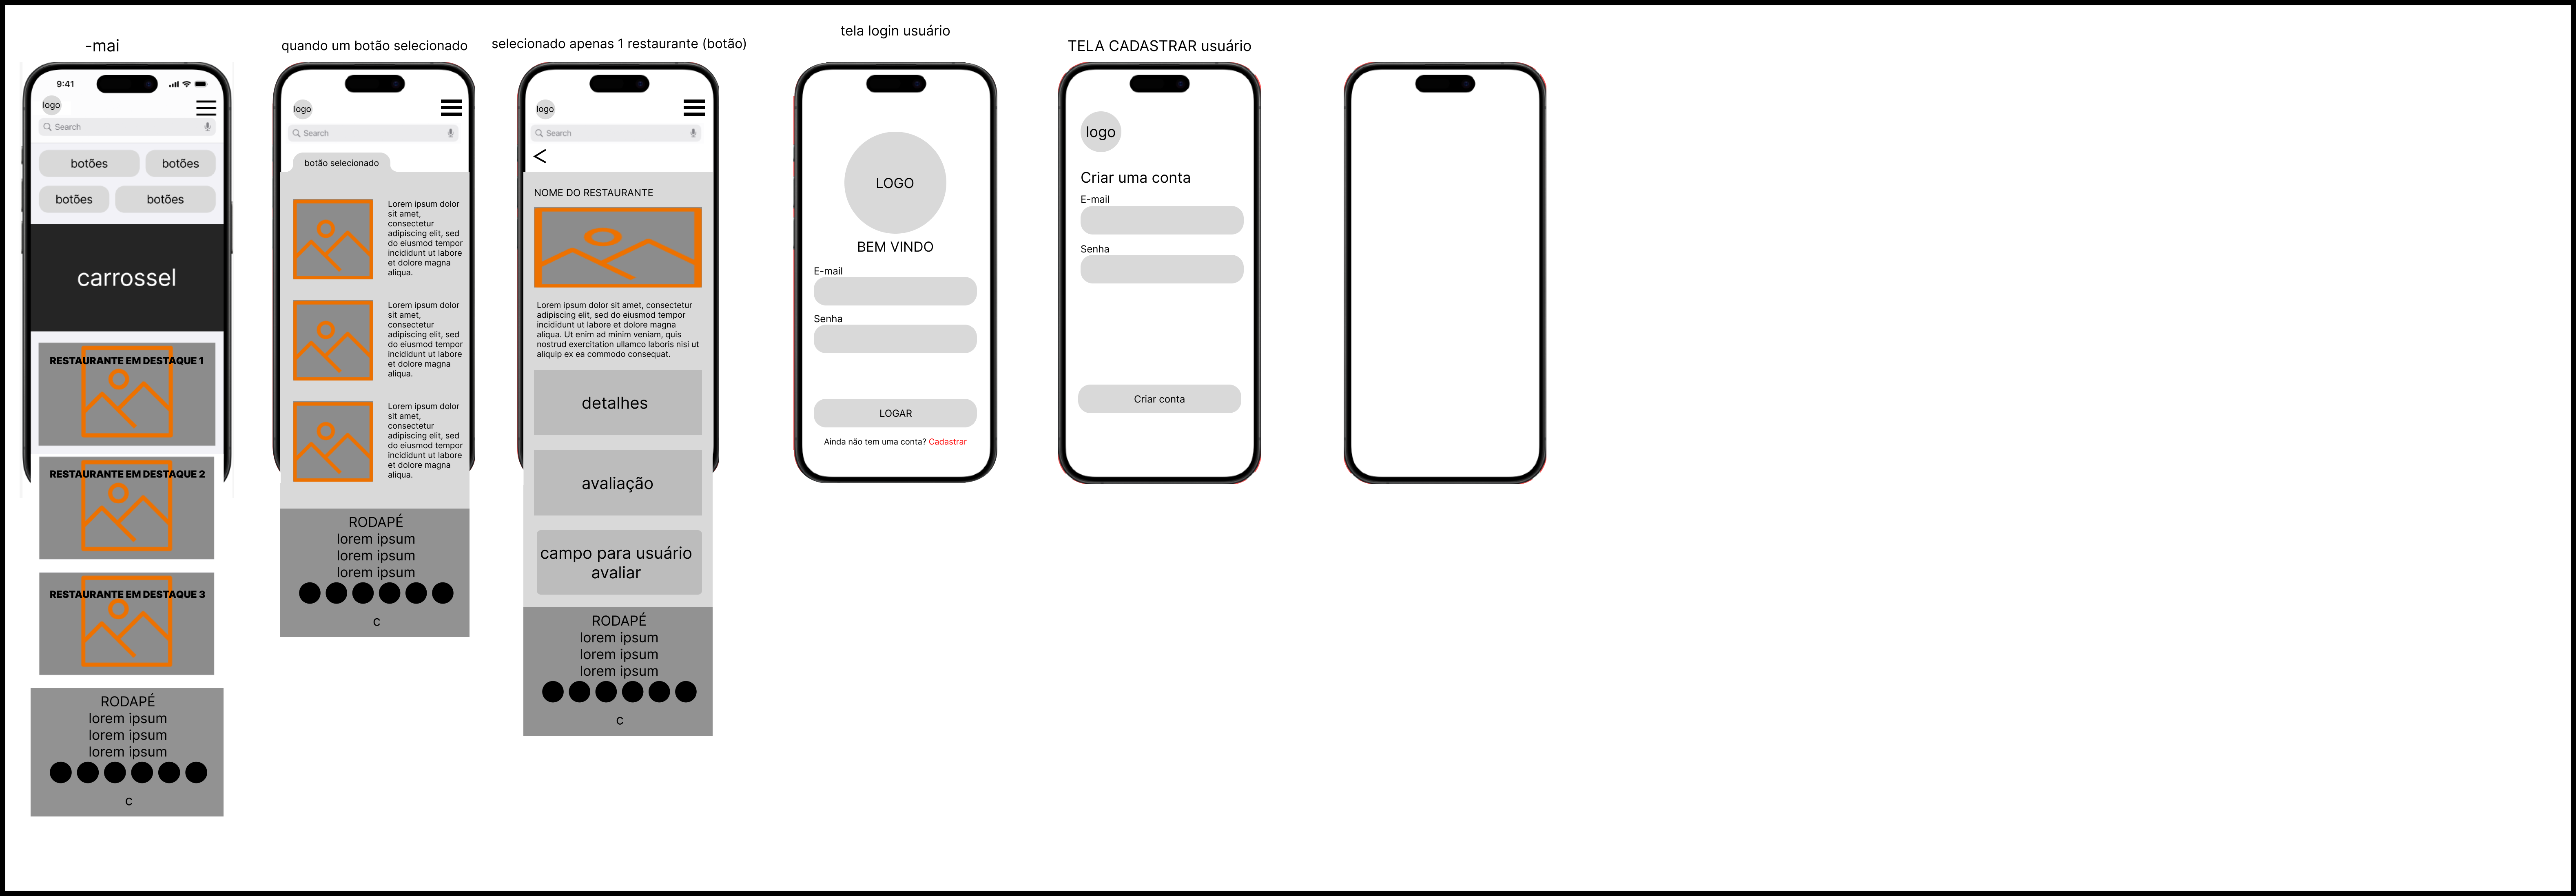 -mai
9:41
logo
Search
botões
botões
botões
botões
carrossel
RESTAURANTE EM DESTAQUE 1
RESTAURANTE EM DESTAQUE 2
RESTAURANTE EM DESTAQUE 3
RODAPÉ
lorem ipsum
lorem ipsum
lorem ipsum
c
quando um botão selecionado
logo
Search
botão selecionado
Lorem ipsum dolor
sit amet,
consectetur
adipiscing elit, sed
do eiusmod tempor
incididunt ut labore
et dolore magna
aliqua.
Lorem ipsum dolor
sit amet,
consectetur
adipiscing elit, sed
do eiusmod tempor
incididunt ut labore
et dolore magna
aliqua.
Lorem ipsum dolor
sit amet,
consectetur
adipiscing elit, sed
do eiusmod tempor
incididunt ut labore
et dolore magna
aliqua.
RODAPÉ
lorem ipsum
lorem ipsum
lorem ipsum
c
selecionado apenas 1 restaurante (botão)
logo
Search
<
NOME DO RESTAURANTE
Lorem ipsum dolor sit amet, consectetur
adipiscing elit, sed do eiusmod tempor
incididunt ut labore et dolore magna
aliqua. Ut enim ad minim veniam, quis
nostrud exercitation ullamco laboris nisi ut
aliquip ex ea commodo consequat.
detalhes
avaliação
campo para usuário
avaliar
RODAPÉ
lorem ipsum
lorem ipsum
lorem ipsum
c
tela login usuário
LOGO
BEM VINDO
E-mail
Senha
LOGAR
Ainda não tem uma conta? Cadastrar
TELA CADASTRAR usuário
logo
Criar uma conta
E-mail
Senha
Criar conta